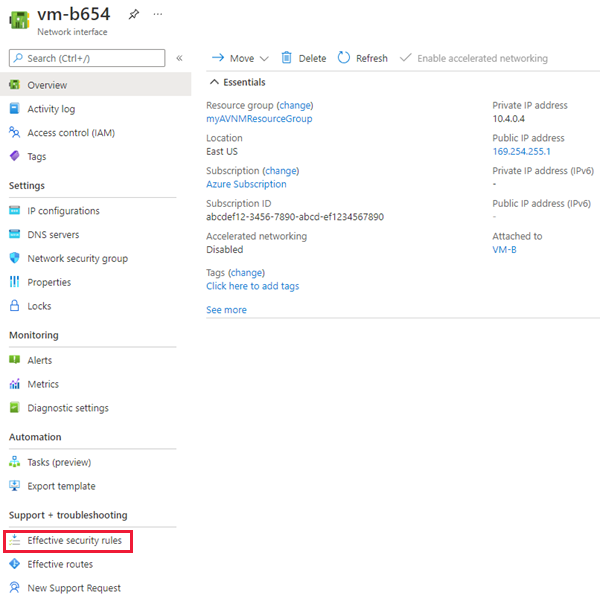 vm-b654
Network interface
Search (Ctrl+/)
Overview
Activity log
Access control (IAM)
Tags
Settings
IP configurations
DNS servers
Network security group
Properties
Locks
Monitoring
Alerts
Metrics
Diagnostic settings
Automation
Tasks (preview)
Export template
Support + troubleshooting
Effective security rules
Effective routes
New Support Request
Move
Delete
Refresh
Enable accelerated networking
Essentials
Resource group (change)
myAVNMResourceGroup
Location
East US
Subscription (change)
Azure Subscription
Subscription ID
abcdef12-3456-7890-abcd-ef1234567890
Accelerated networking
Disabled
Tags (change)
Click here to add tags
See more
Private IP address
10.4.0.4
Public IP address
169.254.255.1
Private IP address (IPv6)
-
Public IP address (IPv6)
-
Attached to
VM-B